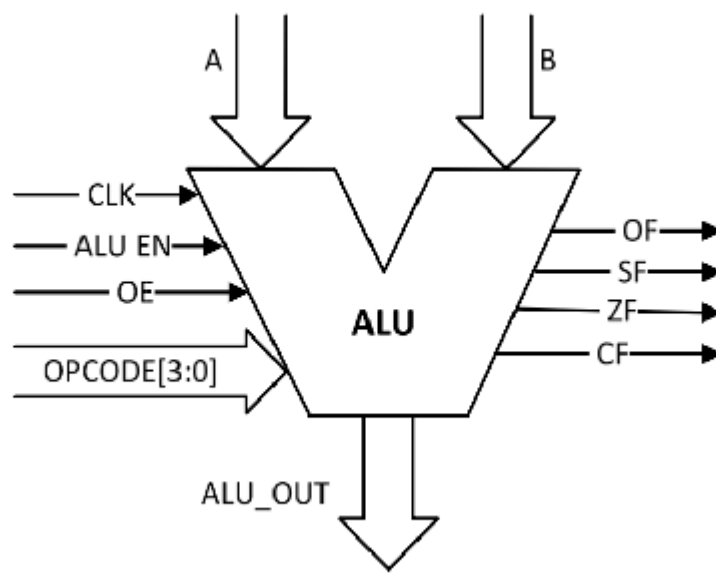 A
B
CLK
ALU EN
OE
OPCODE[3:0]
OF
SF
ZF
CF
ALU
ALU_OUT